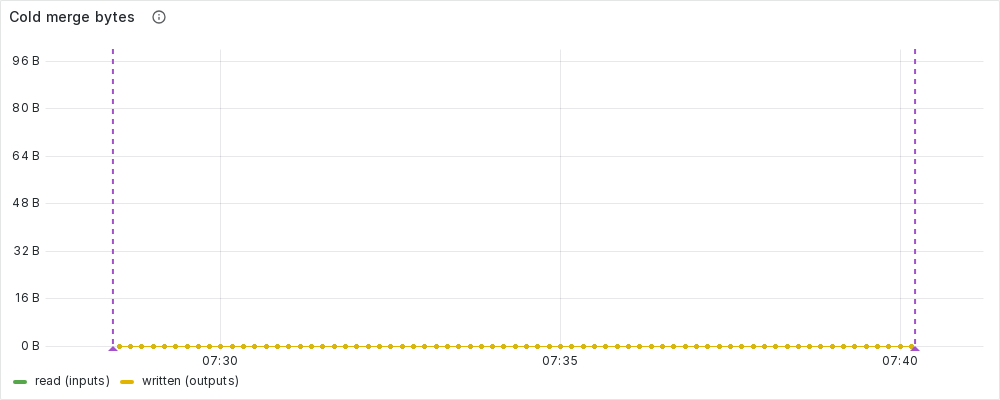 Cold merge bytes
96 B
80 B
64 B
48 B
32 B
16 B
0 B
07:30 07:35 07:40
read (inputs) written (outputs)